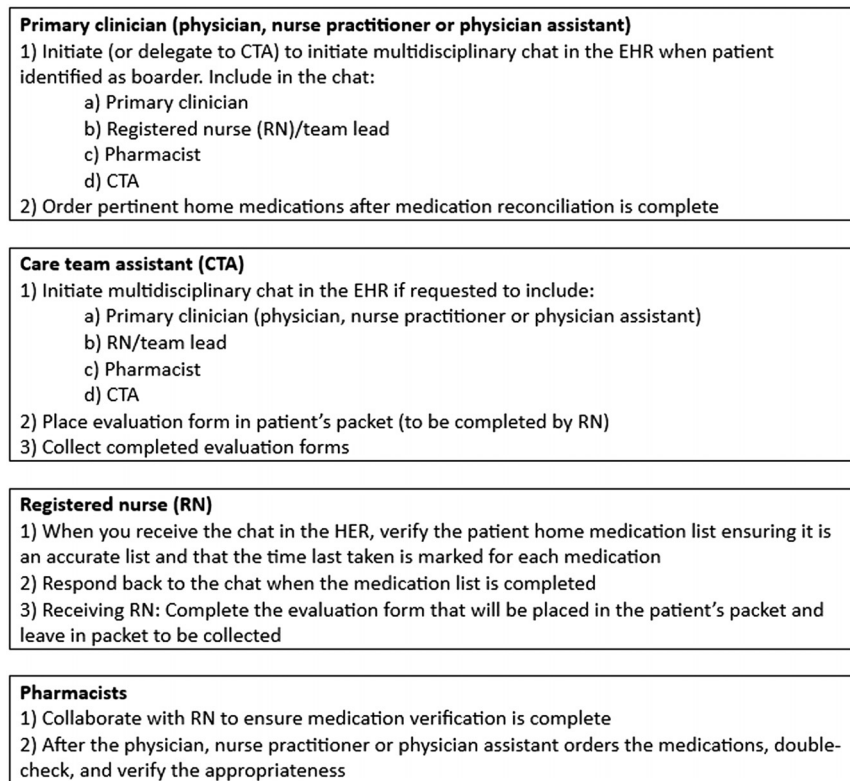 Primary clinician (physician, nurse practitioner or physician assistant)
1) Initiate (or delegate to CTA) to initiate multidisciplinary chat in the EHR when patient
identified as boarder. Include in the chat:
a) Primary clinician
b) Registered nurse (RN)/team lead
c) Pharmacist
d) CTA
2) Order pertinent home medications after medication reconciliation is complete
Care team assistant (CTA)
1) Initiate multidisciplinary chat in the EHR if requested to include:
a) Primary clinician (physician, nurse practitioner or physician assistant)
b) RN/team lead
c) Pharmacist
d) CTA
2) Place evaluation form in patient's packet (to be completed by RN)
3) Collect completed evaluation forms
Registered nurse (RN)
1) When you receive the chat in the HER, verify the patient home medication list ensuring it is
an accurate list and that the time last taken is marked for each medication
2) Respond back to the chat when the medication list is completed
3) Receiving RN: Complete the evaluation form that will be placed in the patient's packet and
leave in packet to be collected
Pharmacists
1) Collaborate with RN to ensure medication verification is complete
2) After the physician, nurse practitioner or physician assistant orders the medications, double-
check, and verify the appropriateness